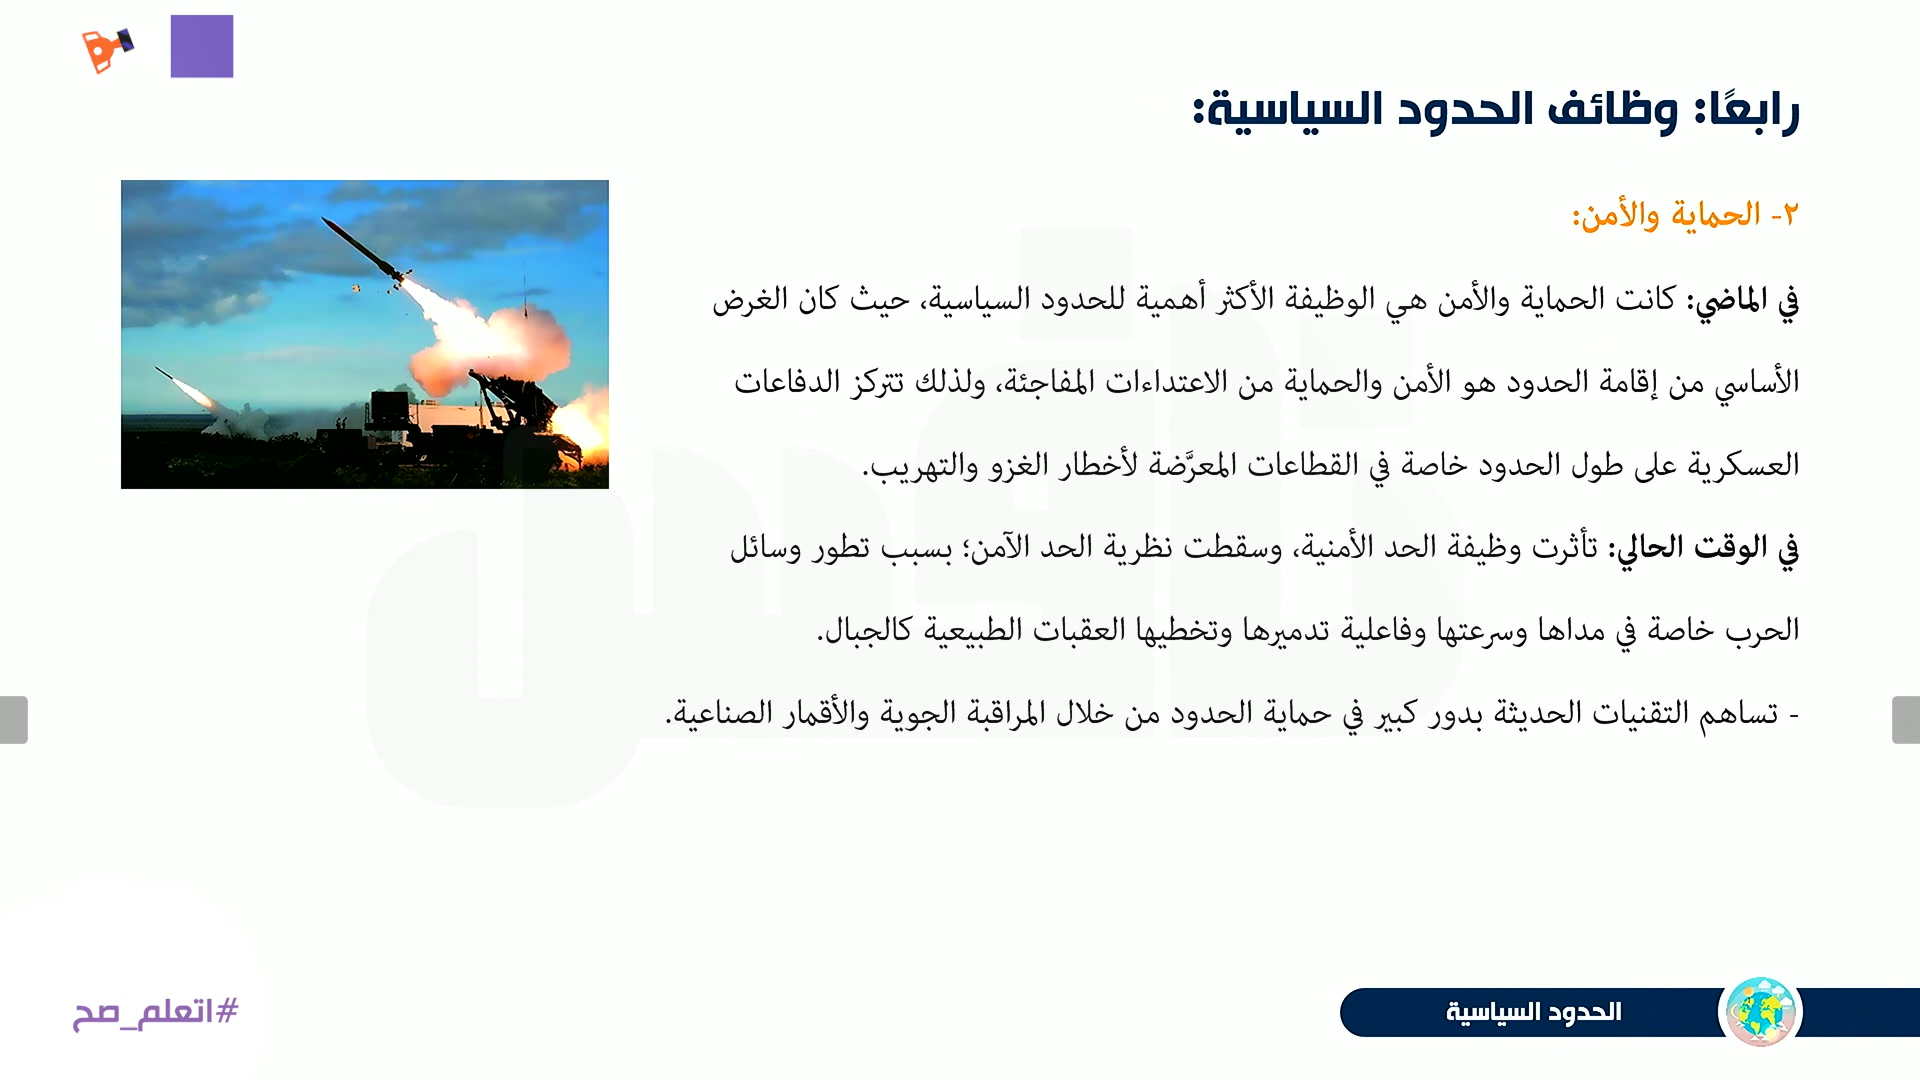 رابعًا: وظائف الحدود السياسية:
٢- الحماية والأمن:
في الماضي: كانت الحماية والأمن هي الوظيفة الأكثر أهمية للحدود السياسية، حيث كان الغرض
الأساسي من إقامة الحدود هو الأمن والحماية من الاعتداءات المفاجئة، ولذلك تتركز الدفاعات
العسكرية على طول الحدود خاصة في القطاعات المعرَّضة لأخطار الغزو والتهريب.
في الوقت الحالي: تأثرت وظيفة الحد الأمنية، وسقطت نظرية الحد الآمن؛ بسبب تطور وسائل
الحرب خاصة في مداها وسرعتها وفاعلية تدميرها وتخطيها العقبات الطبيعية كالجبال.
- تساهم التقنيات الحديثة بدور كبير في حماية الحدود من خلال المراقبة الجوية والأقمار الصناعية.
الحدود السياسية
#اتعلم_صح